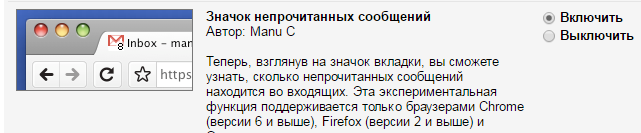 Значок непрочитанных сообщений
Автор: Manu C
Включить
Выключить
8 Inbox – man
https
Теперь, взглянув на значок вкладки, вы сможете
узнать, сколько непрочитанных сообщений
находится во входящих. Эта экспериментальная
функция поддерживается только браузерами Chrome
(версии 6 и выше), Firefox (версии 2 и выше) и